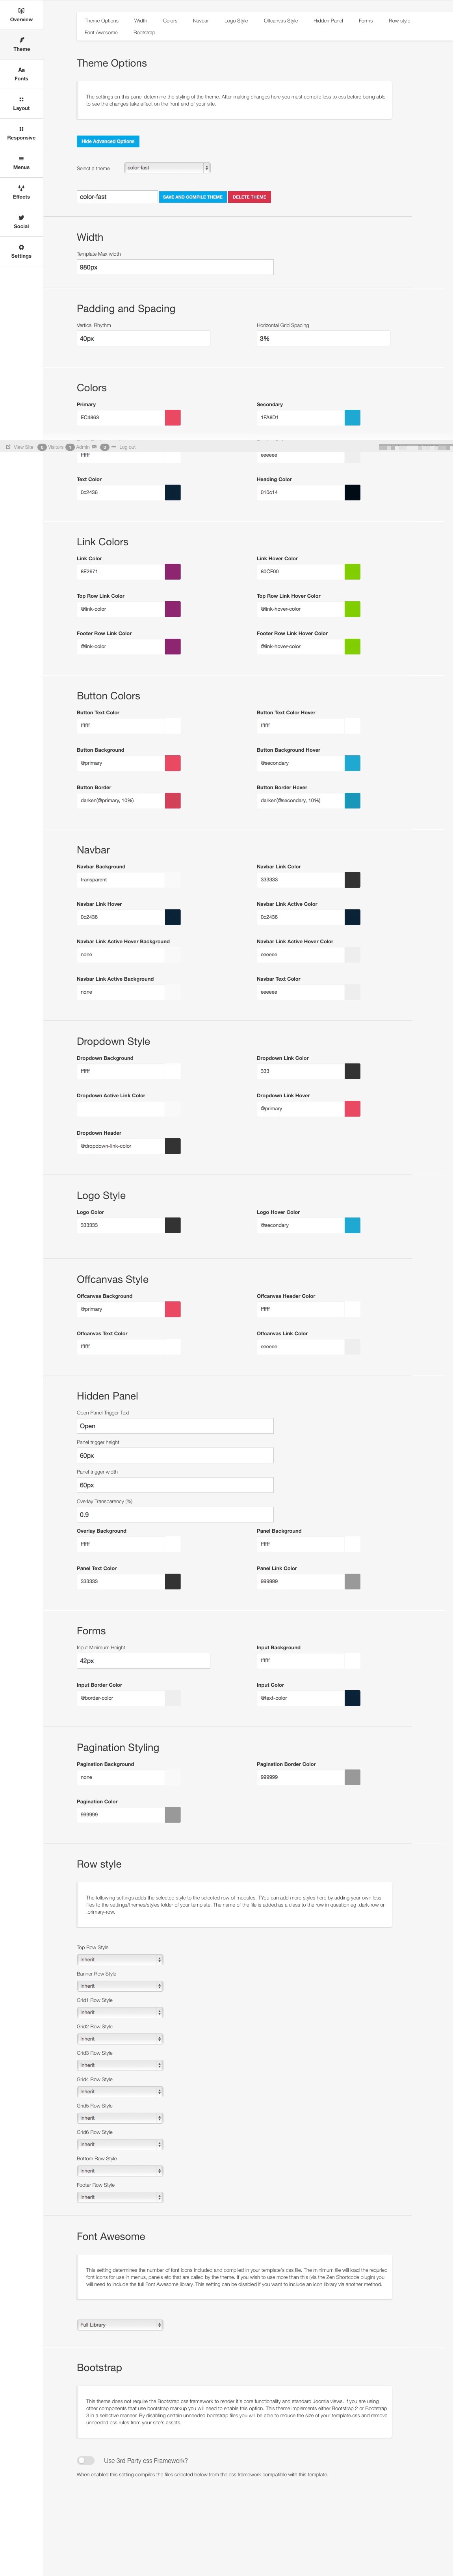 Overview
Theme
Fonts
Layout
Responsive
Menus
Effects
Social
Settings
Theme Options Width Colors Navbar Logo Style Offcanvas Style Hidden Panel Forms Row style
Font Awesome Bootstrap
Theme Options
The settings on this panel determine the styling of the theme. After making changes here you must compile less to css before being able
to see the changes take affect on the front end of your site.
Hide Advanced Options
Select a theme color-fast
color-fast SAVE AND COMPILE THEME DELETE THEME
Width
Template Max width
980px
Padding and Spacing
Vertical Rhythm Horizontal Grid Spacing
40px 3%
Colors
Primary Secondary
EC4863 1FA8D1
View Site Visitors Admin Log out
ffffff eeeeee
Text Color Heading Color
0c2436 010c14
Link Colors
Link Color Link Hover Color
8E2671 80CF00
Top Row Link Color Top Row Link Hover Color
@link-color @link-hover-color
Footer Row Link Color Footer Row Link Hover Color
@link-color @link-hover-color
Button Colors
Button Text Color Button Text Color Hover
ffffff ffffff
Button Background Button Background Hover
@primary @secondary
Button Border Button Border Hover
darken(@primary, 10%) darken(@secondary, 10%)
Navbar
Navbar Background Navbar Link Color
transparent 333333
Navbar Link Hover Navbar Link Active Color
0c2436 0c2436
Navbar Link Active Hover Background Navbar Link Active Hover Color
none eeeeee
Navbar Link Active Background Navbar Text Color
none eeeeee
Dropdown Style
Dropdown Background Dropdown Link Color
ffffff 333
Dropdown Active Link Color Dropdown Link Hover
@primary
Dropdown Header
@dropdown-link-color
Logo Style
Logo Color Logo Hover Color
333333 @secondary
Offcanvas Style
Offcanvas Background Offcanvas Header Color
@primary ffffff
Offcanvas Text Color Offcanvas Link Color
ffffff eeeeee
Hidden Panel
Open Panel Trigger Text
Open
Panel trigger height
60px
Panel trigger width
60px
Overlay Transparency (%)
0.9
Overlay Background Panel Background
ffffff ffffff
Panel Text Color Panel Link Color
333333 999999
Forms
Input Minimum Height Input Background
42px ffffff
Input Border Color Input Color
@border-color @text-color
Pagination Styling
Pagination Background Pagination Border Color
none 999999
Pagination Color
999999
Row style
The following settings adds the selected style to the selected row of modules. TYou can add more styles here by adding your own less
files to the settings/themes/styles folder of your template. The name of the file is added as a class to the row in question eg .dark-row or
.primary-row.
Top Row Style
Inherit
Banner Row Style
Inherit
Grid1 Row Style
Inherit
Grid2 Row Style
Inherit
Grid3 Row Style
Inherit
Grid4 Row Style
Inherit
Grid5 Row Style
Inherit
Grid6 Row Style
Inherit
Bottom Row Style
Inherit
Footer Row Style
Inherit
Font Awesome
This setting determines the number of font icons included and compiled in your template's css file. The minimum file will load the required
font icons for use in menus, panels etc that are called by the theme. If you wish to use more than this (via the Zen Shortcode plugin) you
will need to include the full Font Awesome library. This setting can be disabled if you want to include an icon library via another method.
Full Library
Bootstrap
This theme does not require the Bootstrap css framework to render it's core functionality and standard Joomla views. If you are using
other components that use bootstrap markup you will need to enable this option. This theme implements either Bootstrap 2 or Bootstrap
3 in a selective manner. By disabling certain unneeded bootstrap files you will be able to reduce the size of your template.css and remove
unneeded css rules from your site's assets.
Use 3rd Party css Framework?
When enabled this setting compiles the files selected below from the css framework compatible with this template.